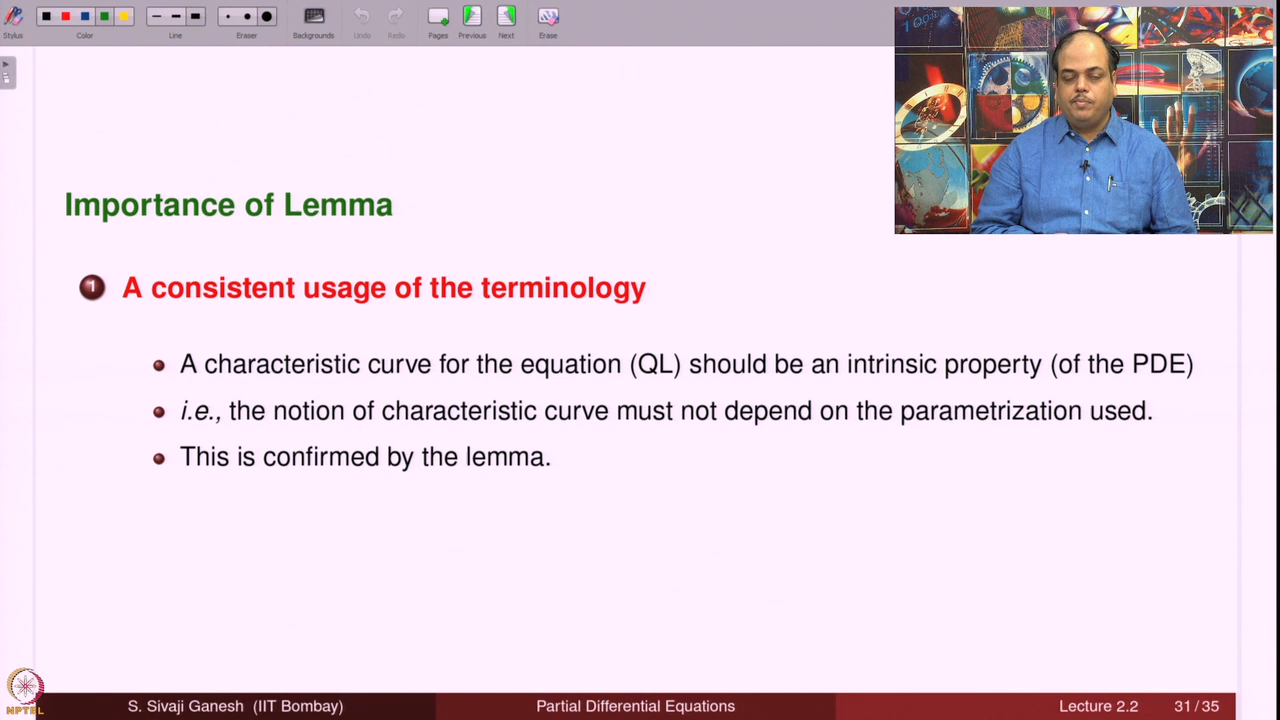 Stylus
Color
Line
Eraser
Backgrounds
Undo
Redo
Pages
Previous
Next
Erase
Importance of Lemma
1 A consistent usage of the terminology
A characteristic curve for the equation (QL) should be an intrinsic property (of the PDE)
i.e., the notion of characteristic curve must not depend on the parametrization used.
This is confirmed by the lemma.
NPTEL
S. Sivaji Ganesh (IIT Bombay)
Partial Differential Equations
Lecture 2.2
31 / 35